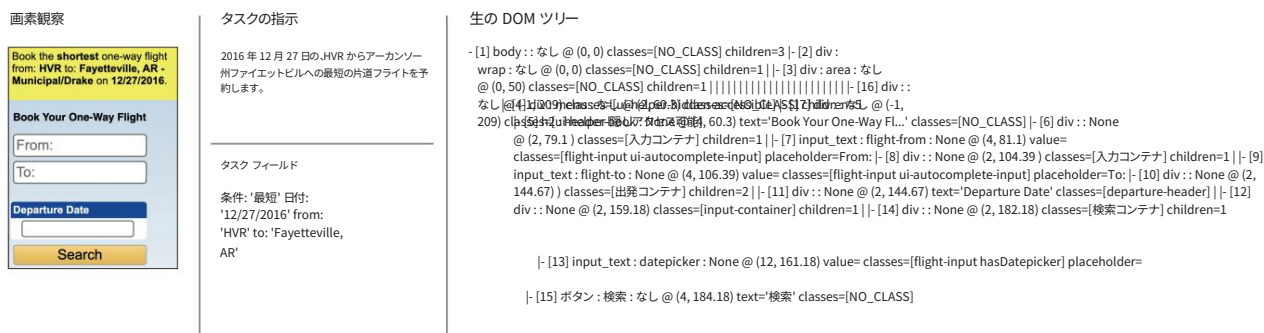 画素観察
Book the shortest one-way flight
from: HVR to: Fayetteville, AR -
Municipal/Drake on 12/27/2016.
Book Your One-Way Flight
From:
To:
Departure Date
Search
タスクの指示
2016 年 12 月 27 日の、HVR からアーカンソー
州ファイエットビルへの最短の片道フライトを予
約します。
タスク フィールド
条件: '最短' 日付:
'12/27/2016' from:
'HVR' to: 'Fayetteville,
AR'
生の DOM ツリー
- [1] body : : なし @ (0, 0) classes=[NO_CLASS] children=3 |- [2] div :
wrap : なし @ (0, 0) classes=[NO_CLASS] children=1 | |- [3] div : area : なし
@ (0, 50) classes=[NO_CLASS] children=1 | | | | | | | | | | | | | | | | | | | | | | | |- [16] div : :
なし
@ (-1,
209)
text='Book Your One-Way Fl...' classes=[NO_CLASS] |- [6] div : : None
@ (2, 79.1 ) classes=[入力コンテナ] children=1 | |- [7] input_text : flight-from : None @ (4, 81.1) value=
classes=[flight-input ui-autocomplete-input] placeholder=From: |- [8] div : : None @ (2, 104.39 ) classes=[入力コンテナ] children=1 | |- [9]
input_text : flight-to : None @ (4, 106.39) value= classes=[flight-input ui-autocomplete-input] placeholder=To: |- [10] div : : None @ (2,
144.67) ) classes=[出発コンテナ] children=2 | |- [11] div : : None @ (2, 144.67) text='Departure Date' classes=[departure-header] | |- [12]
div : : None @ (2, 159.18) classes=[input-container] children=1 | |- [14] div : : None @ (2, 182.18) classes=[検索コンテナ] children=1
|- [13] input_text : datepicker : None @ (12, 161.18) value= classes=[flight-input hasDatepicker] placeholder=
|- [15] ボタン : 検索 : なし @ (4, 184.18) text='検索' classes=[NO_CLASS]